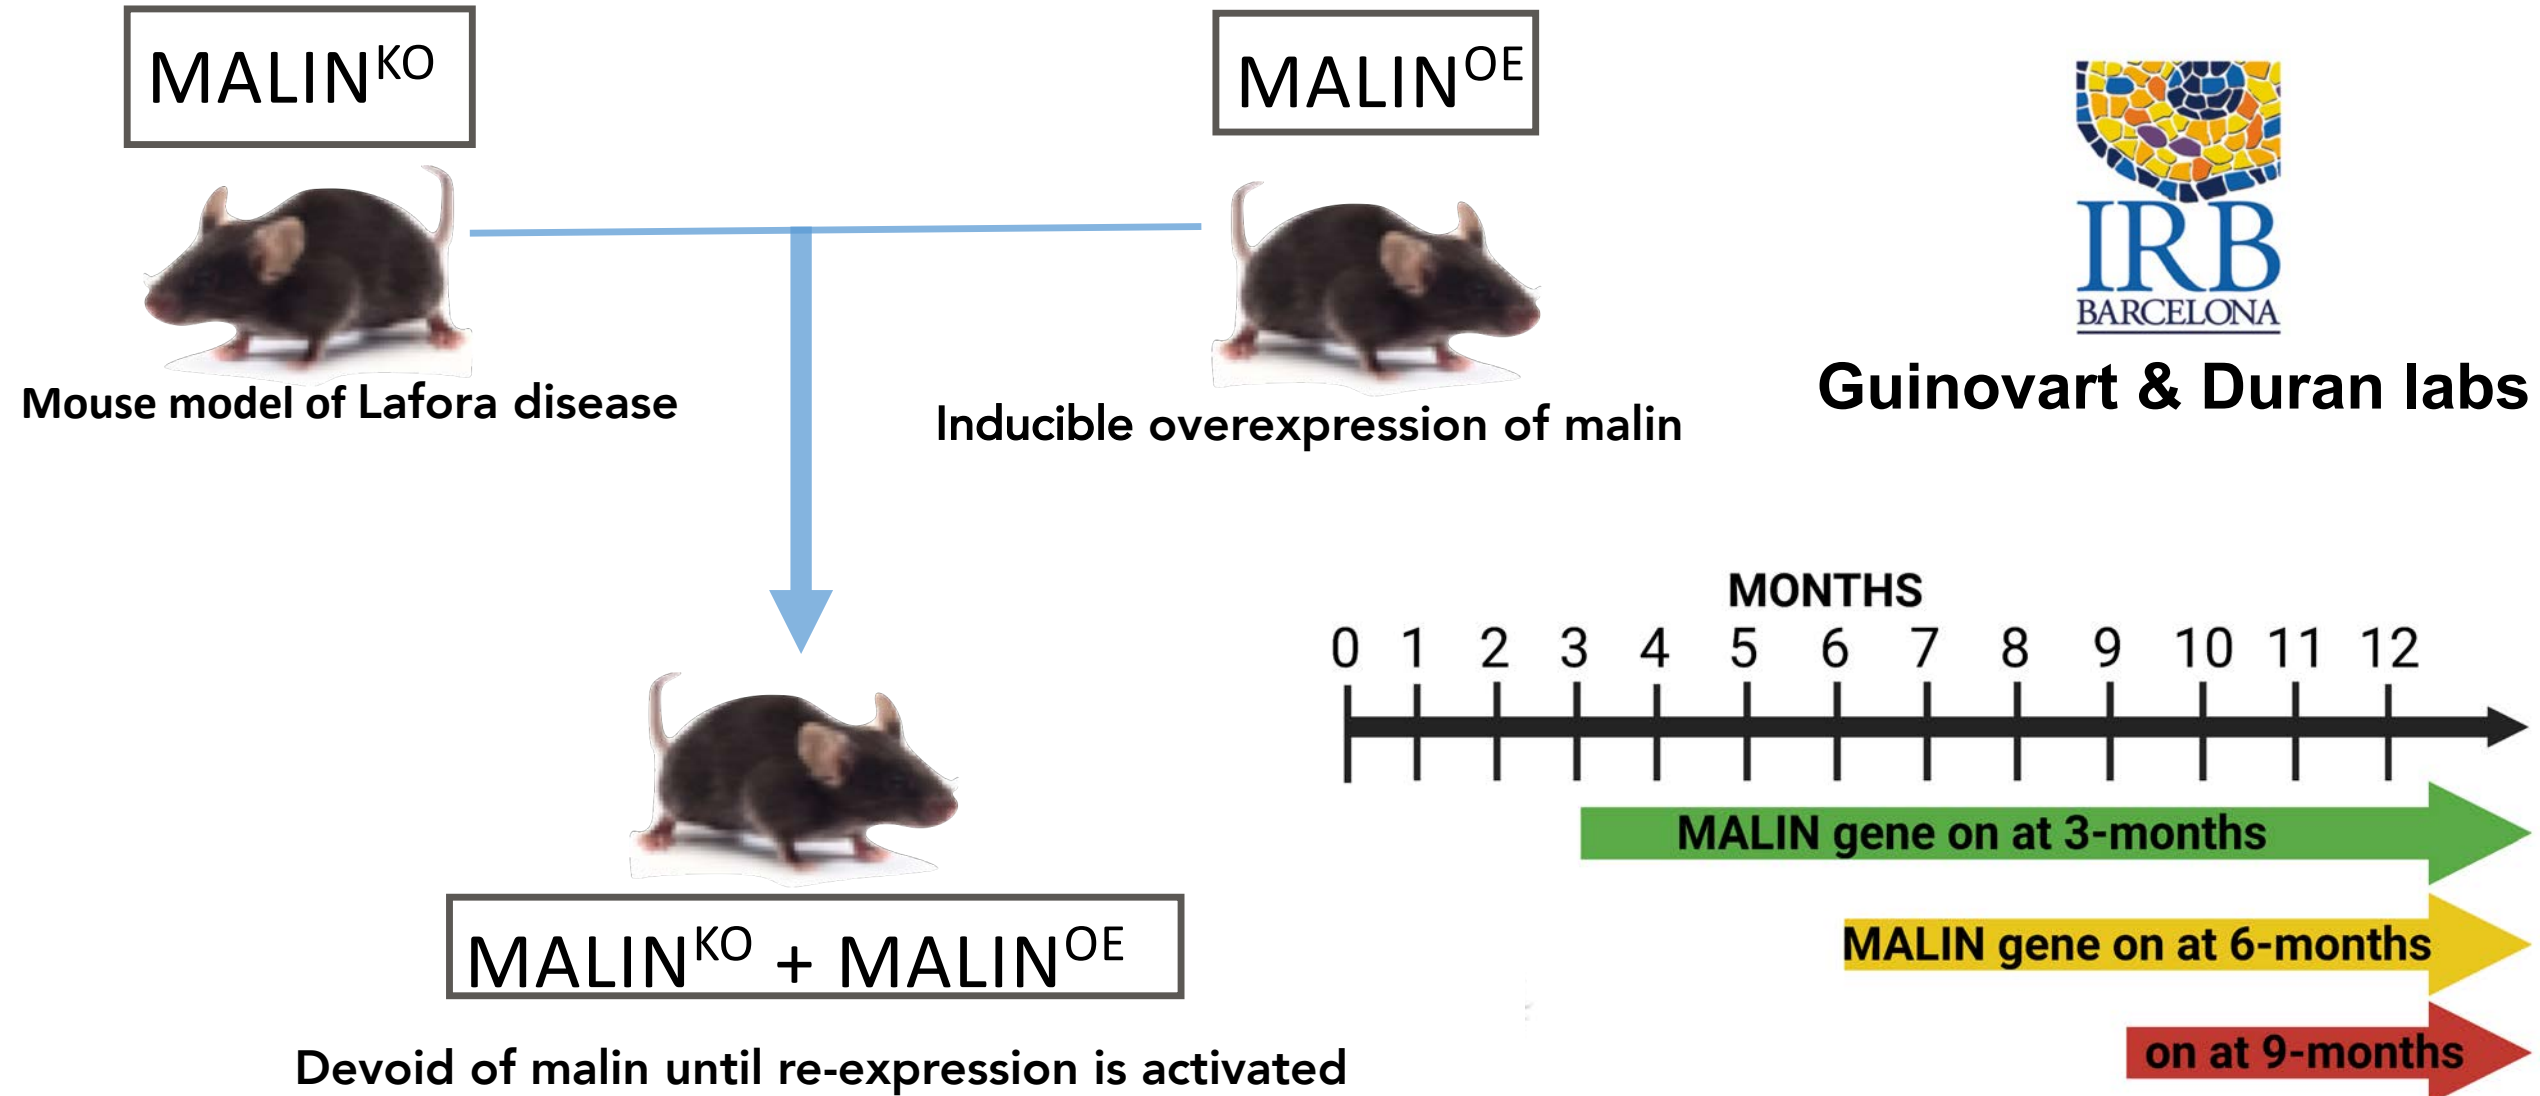 MALINKO
MALINOE
IRB
BARCELONA
Guinovart & Duran labs
Mouse model of Lafora disease
Inducible overexpression of malin
MALINKO + MALINOE
Devoid of malin until re-expression is activated
MONTHS
0 1 2 3 4 5 6 7 8 9 10 11 12
MALIN gene on at 3-months
MALIN gene on at 6-months
on at 9-months